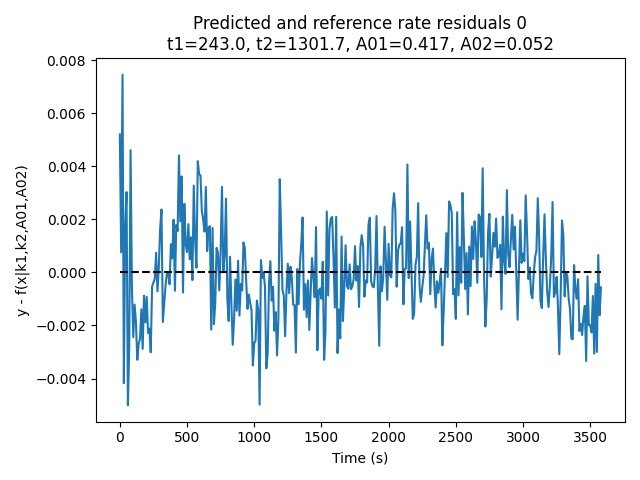 Predicted and reference rate residuals 0
t1=243.0, t2=1301.7, A01=0.417, A02=0.052
0.008
0.006
0.004
0.002
0.000
−0.002
−0.004
y - f(x|k1,k2,A01,A02)
0 500 1000 1500 2000 2500 3000 3500
Time (s)